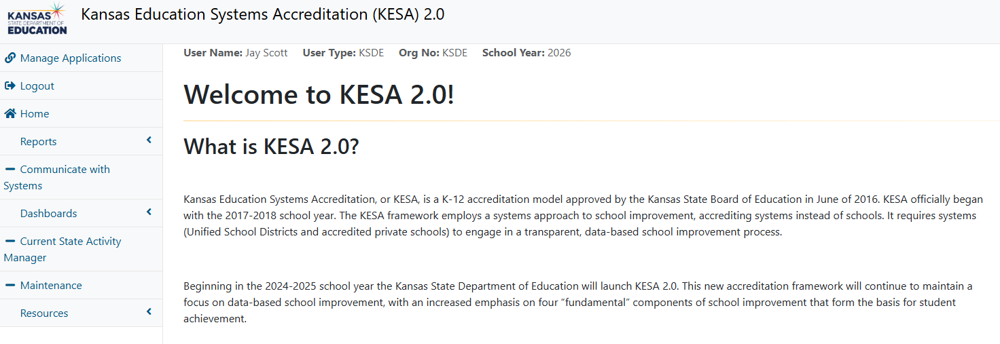 KANSAS
STATE DEPARTMENT OF
EDUCATION
Kansas Education Systems Accreditation (KESA) 2.0
Manage Applications
Logout
Home
Reports
Communicate with
Systems
Dashboards
Current State Activity
Manager
Maintenance
Resources
User Name: Jay Scott User Type: KSDE Org No: KSDE School Year: 2026
Welcome to KESA 2.0!
What is KESA 2.0?
Kansas Education Systems Accreditation, or KESA, is a K-12 accreditation model approved by the Kansas State Board of Education in June of 2016. KESA officially began
with the 2017-2018 school year. The KESA framework employs a systems approach to school improvement, accrediting systems instead of schools. It requires systems
(Unified School Districts and accredited private schools) to engage in a transparent, data-based school improvement process.
Beginning in the 2024-2025 school year the Kansas State Department of Education will launch KESA 2.0. This new accreditation framework will continue to maintain a
focus on data-based school improvement, with an increased emphasis on four “fundamental” components of school improvement that form the basis for student
achievement.